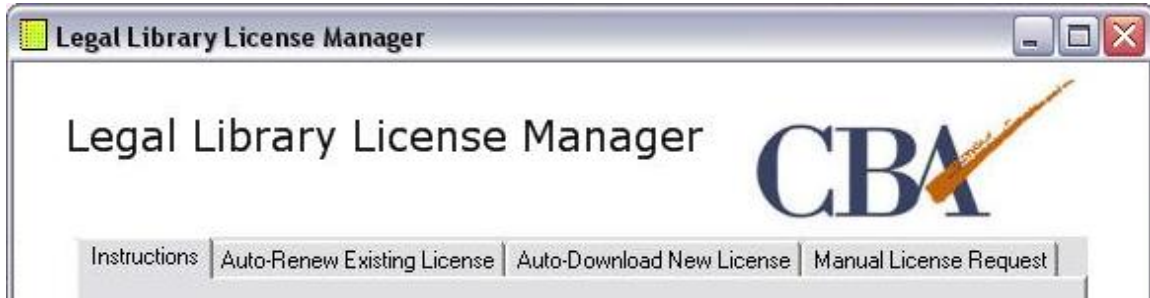 Legal Library License Manager
Legal Library License Manager
CBA
Instructions Auto-Renew Existing License Auto-Download New License Manual License Request